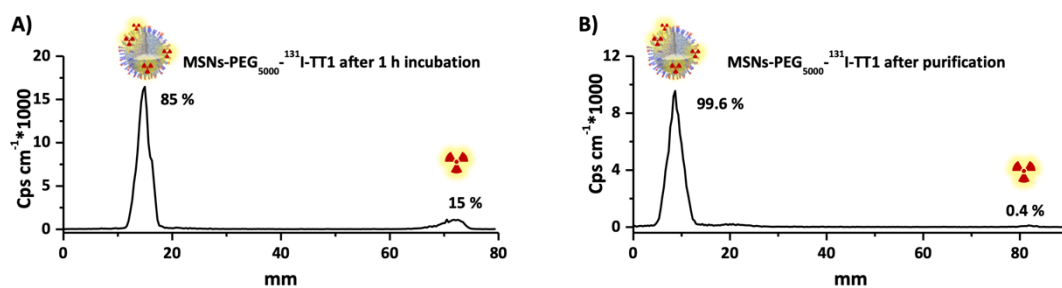 A)
MSNs-PEG5000-131I-TT1 after 1 h incubation
85 %
15 %
Cps cm-1*1000
20
15
10
5
0
0 20 40 60 80
mm
B)
MSNs-PEG5000-131I-TT1 after purification
99.6 %
0.4 %
Cps cm-1*1000
12
8
4
0
0 20 40 60 80
mm